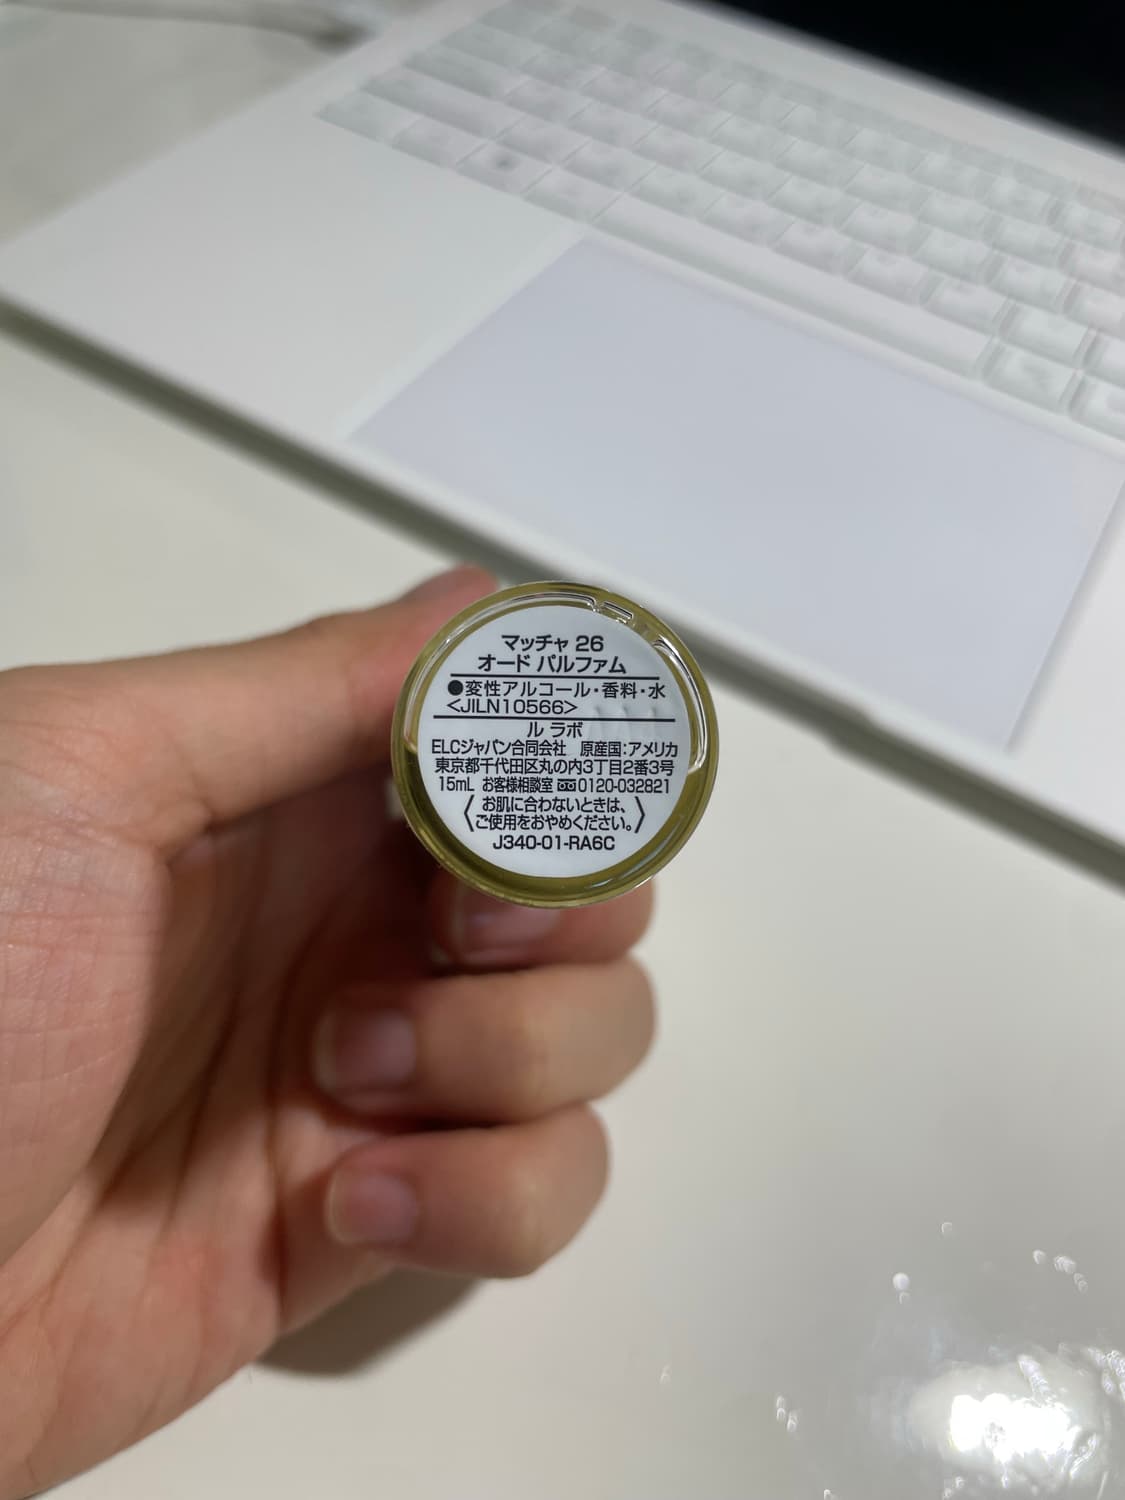 マッチャ 26
オード パルファム
●変性アルコール・香料・水
<JILN10566>
ル ラボ
ELCジャパン合同会社 原産国：アメリカ
東京都千代田区丸の内3丁目2番3号
15mL お客様相談室 0120-032821
〈お肌に合わないときは、
ご使用をおやめください。〉
J340-01-RA6C